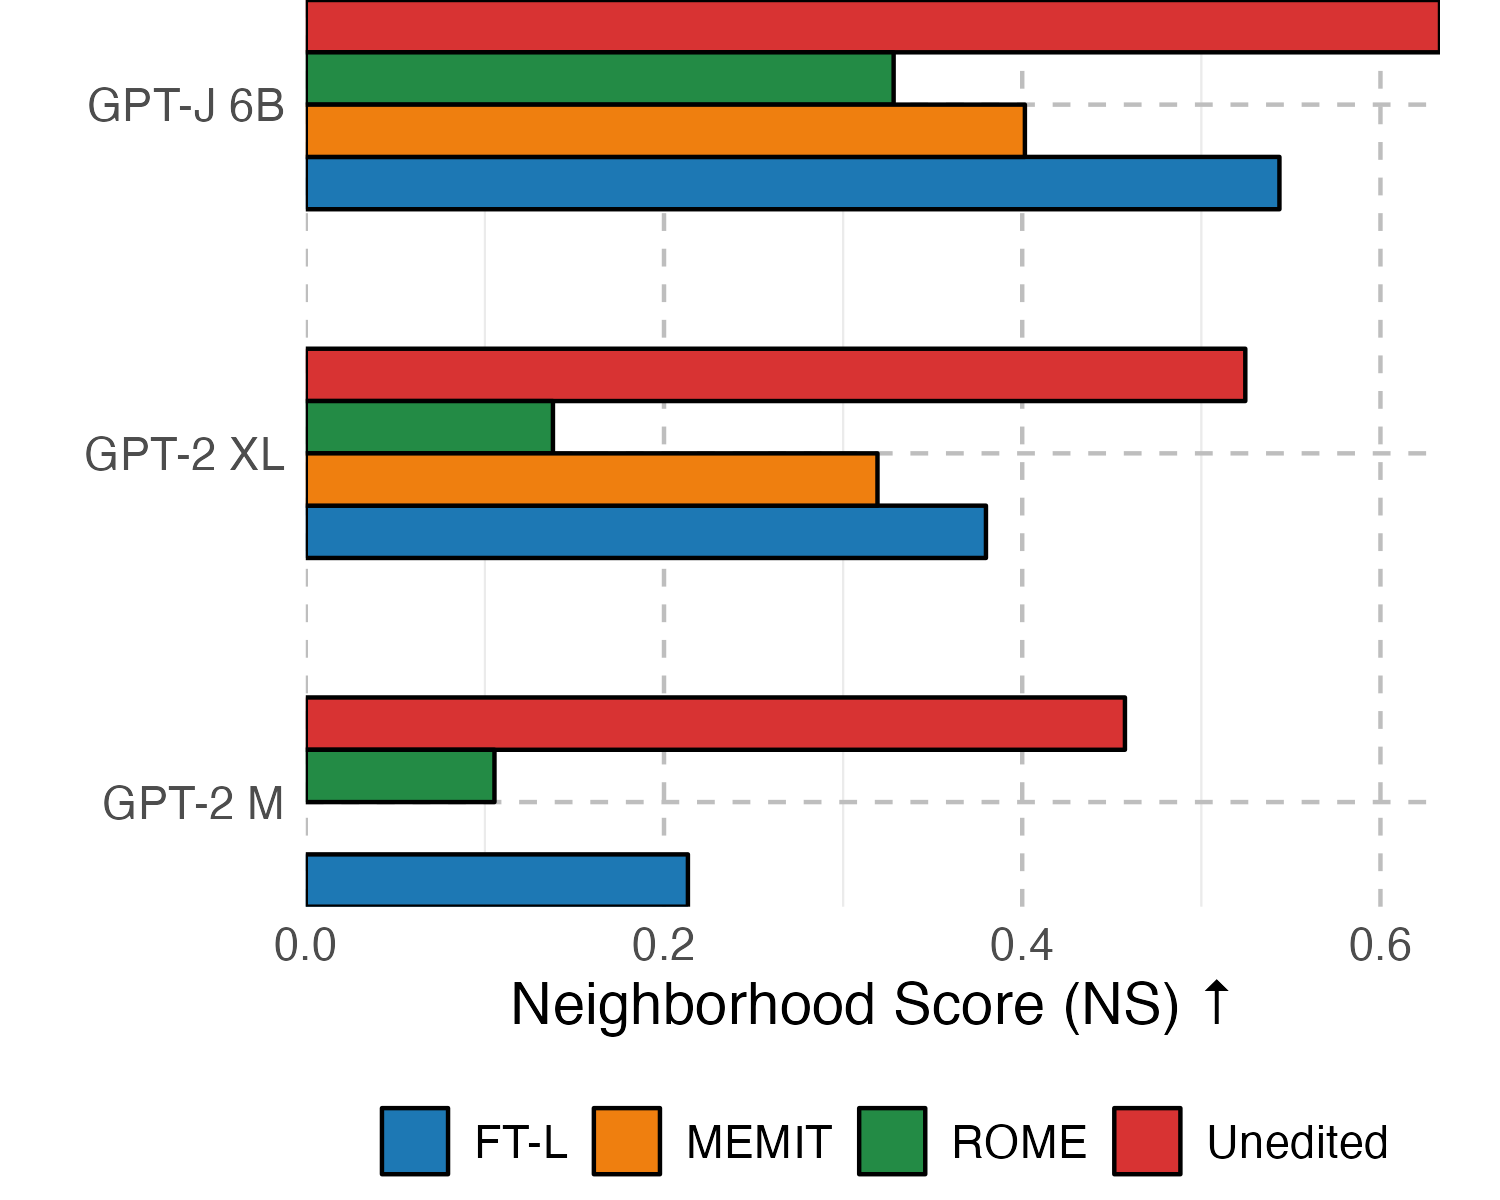 GPT-J 6B
GPT-2 XL
GPT-2 M
0.0 0.2 0.4 0.6
Neighborhood Score (NS) ↑
FT-L MEMIT ROME Unedited